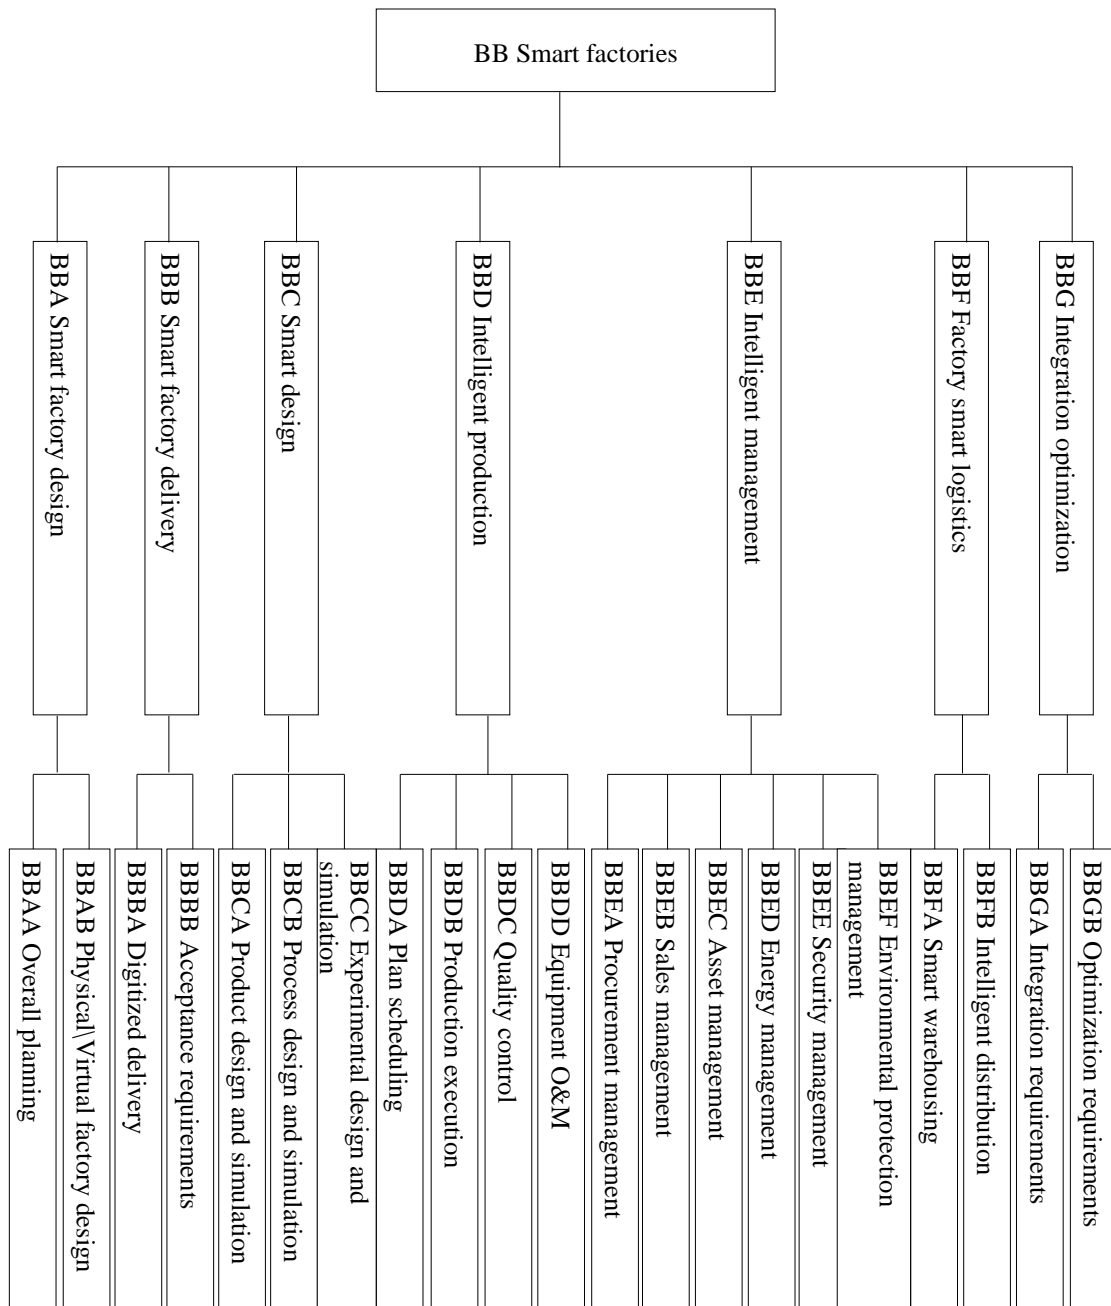 BB Smart factories
BBA Smart factory design
BBB Smart factory delivery
BBC Smart design
BBD Intelligent production
BBE Intelligent management
BBF Factory smart logistics
BBG Integration optimization
BBAA Overall planning
BBAB Physical\Virtual factory design
BBBA Digitized delivery
BBBB Acceptance requirements
BBCA Product design and simulation
BBCB Process design and simulation
BBCC Experimental design and
simulation
BBDA Plan scheduling
BBDB Production execution
BBDC Quality control
BBDD Equipment O&M
BBEA Procurement management
BBEB Sales management
BBEC Asset management
BBED Energy management
BBEE Security management
BBEF Environmental protection
management
BBFA Smart warehousing
BBFB Intelligent distribution
BBGA Integration requirements
BBGB Optimization requirements